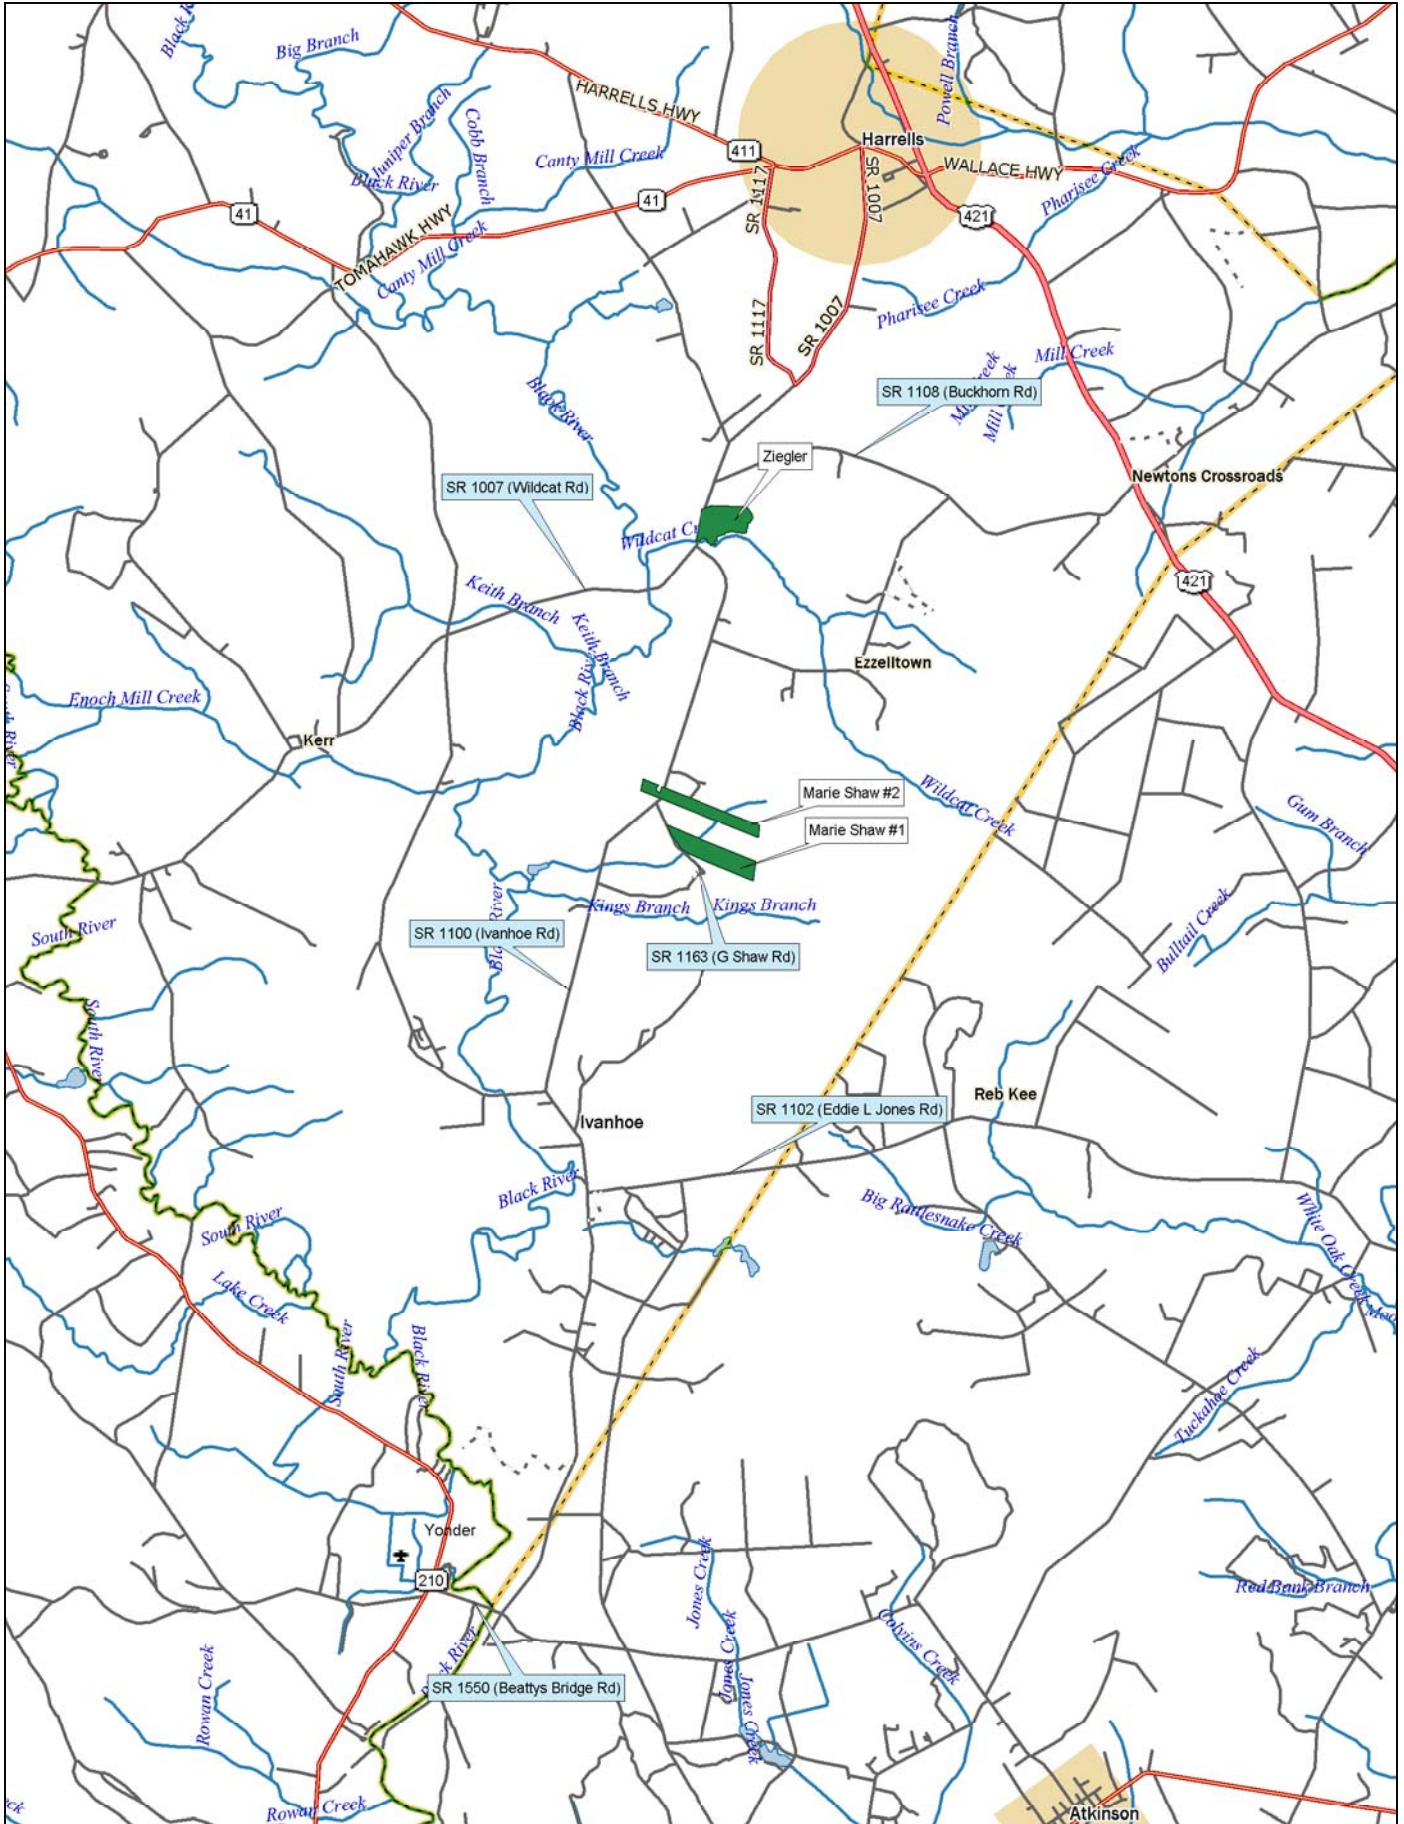 Big Branch
Powell Branch
HARRELLS HWY
Juniper Branch
Cobb Branch
Harrells
411
Canty Mill Creek
WALLACE HWY
Black River
SR 1117
SR 1007
Pharisee Creek
41
41
421
TOMAHAWK HWY
Canty Mill Creek
Pharisee Creek
SR 1117
SR 1007
Mill Creek
SR 1108 (Buckhorn Rd)
Black River
Ziegler
Newtons Crossroads
SR 1007 (Wildcat Rd)
Wildcat
421
Keith Branch
Keith Branch
Ezzelltown
Enoch Mill Creek
Black River
South River
Kerr
Marie Shaw #2
Wildcat Creek
Gum Branch
Marie Shaw #1
Kings Branch
Kings Branch
Bulltail Creek
South River
SR 1100 (Ivanhoe Rd)
River
SR 1163 (G Shaw Rd)
South River
Reb Kee
SR 1102 (Eddie L Jones Rd)
Ivanhoe
Black River
Big Rattlesnake Creek
White Oak Creek
South River
Lake Creek
South River
Black River
Tuckahoe Creek
Yonder
210
Jones Creek
Red Bank Branch
Colvins Creek
River
Rowan Creek
Jones Creek
SR 1550 (Beattys Bridge Rd)
Jones Creek
Rowan Creek
Atkinson